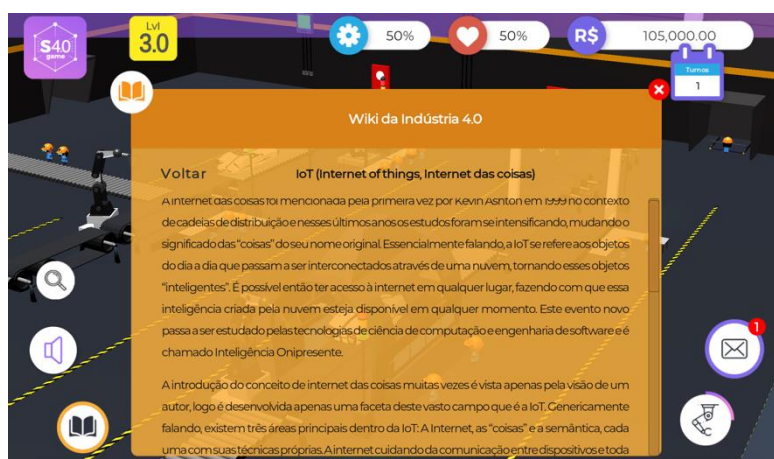 S4.0
game
Lvl
3.0
50%
50%
R$
105,000.00
Turnos
1
Wiki da Indústria 4.0
Voltar
IoT (Internet of things, Internet das coisas)
A internet das coisas foi mencionada pela primeira vez por Kevin Ashton em 1999 no contexto
de cadeias de distribuição e nesses últimos anos os estudos foram se intensificando, mudando o
significado das "coisas" do seu nome original. Essencialmente falando, a IoT se refere aos objetos
do dia a dia que passam a ser interconectados através de uma nuvem, tornando esses objetos
"inteligentes". É possível então ter acesso à internet em qualquer lugar, fazendo com que essa
inteligência criada pela nuvem esteja disponível em qualquer momento. Este evento novo
passa a ser estudado pelas tecnologias de ciência de computação e engenharia de software e é
chamado Inteligência Onipresente.
A introdução do conceito de internet das coisas muitas vezes é vista apenas pela visão de um
autor, logo é desenvolvida apenas uma faceta deste vasto campo que é a IoT. Genericamente
falando, existem três áreas principais dentro da IoT: A Internet, as "coisas" e a semântica, cada
uma com suas técnicas próprias. A internet cuidando da comunicação entre dispositivos e toda
1